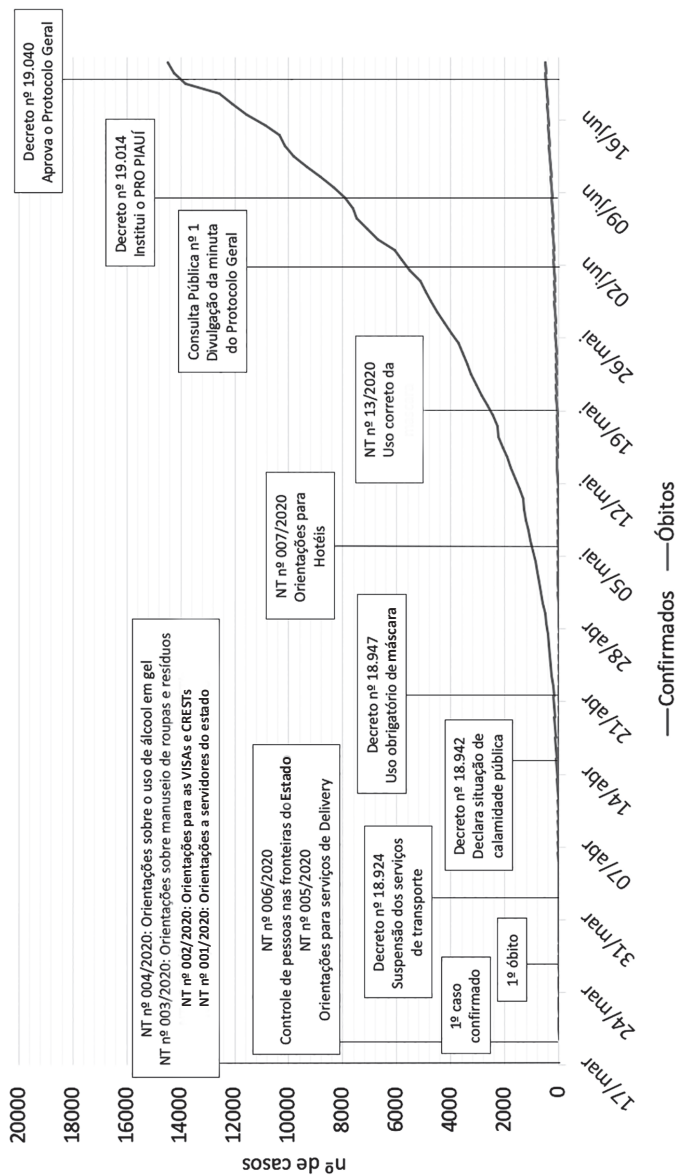 Decreto nº 19.040
Aprova o Protocolo Geral
Decreto nº 19.014
Institui o PRO PIAUÍ
Consulta Pública nº 1
Divulgação da minuta
do Protocolo Geral
NT nº 13/2020
Uso correto da
NT nº 007/2020
Orientações para
Hotéis
NT nº 004/2020: Orientações sobre o uso de álcool em gel
NT nº 003/2020: Orientações sobre manuseio de roupas e resíduos
NT nº 002/2020: Orientações para as VISAs e CRESTs
NT nº 001/2020: Orientações a servidores do estado
Decreto nº 18.947
Uso obrigatório de máscara
NT nº 006/2020
Controle de pessoas nas fronteiras do Estado
NT nº 005/2020
Orientações para serviços de Delivery
Decreto nº 18.942
Declara situação de
calamidade pública
Decreto nº 18.924
Suspensão dos serviços
de transporte
1º caso
confirmado
1º óbito
nº de casos
20000
18000
16000
14000
12000
10000
8000
6000
4000
2000
0
17/mar
24/mar
31/mar
07/abr
14/abr
21/abr
28/abr
05/mai
12/mai
19/mai
26/mai
02/jun
09/jun
16/jun
Confirmados
Óbitos